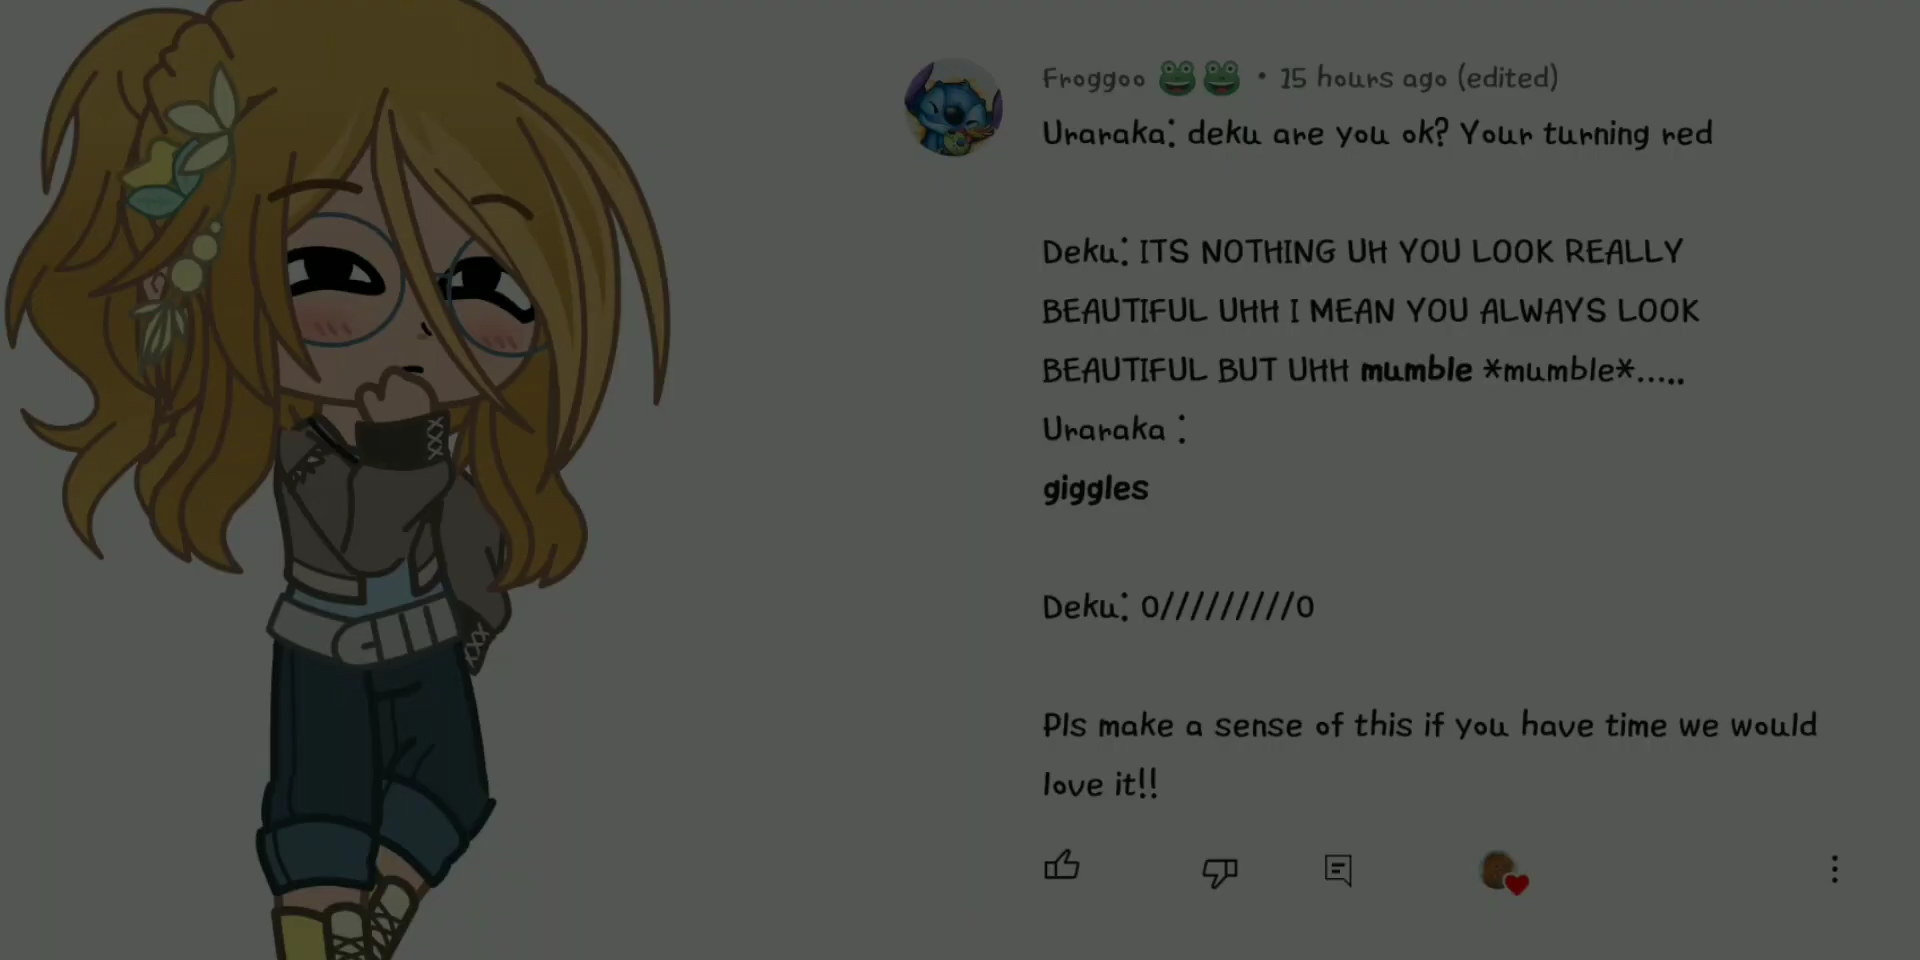 Froggoo 🐸🐸 • 15 hours ago (edited)
Uraraka: deku are you ok? Your turning red
Deku: ITS NOTHING UH YOU LOOK REALLY
BEAUTIFUL UHH I MEAN YOU ALWAYS LOOK
BEAUTIFUL BUT UHH mumble *mumble*.....
Uraraka :
giggles
Deku: O/////////O
Pls make a sense of this if you have time we would
love it!!